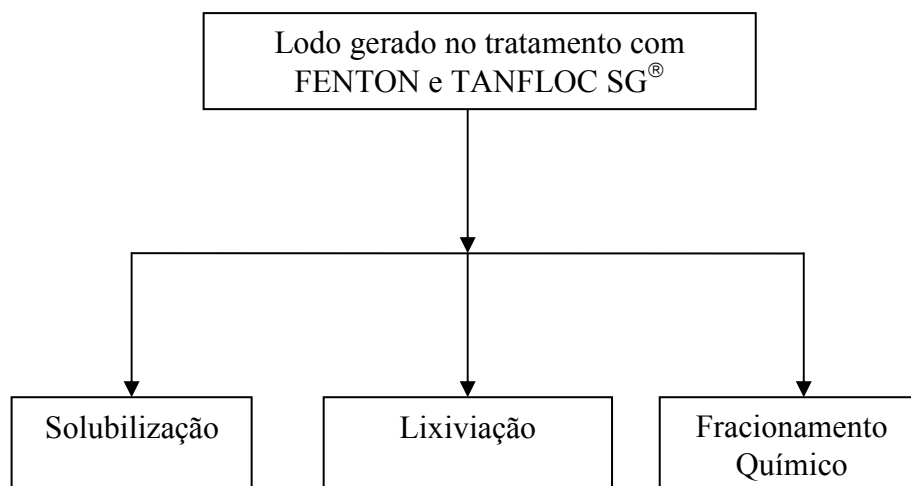 Lodo gerado no tratamento com
FENTON e TANFLOC SG®
Solubilização
Lixiviação
Fracionamento
Químico